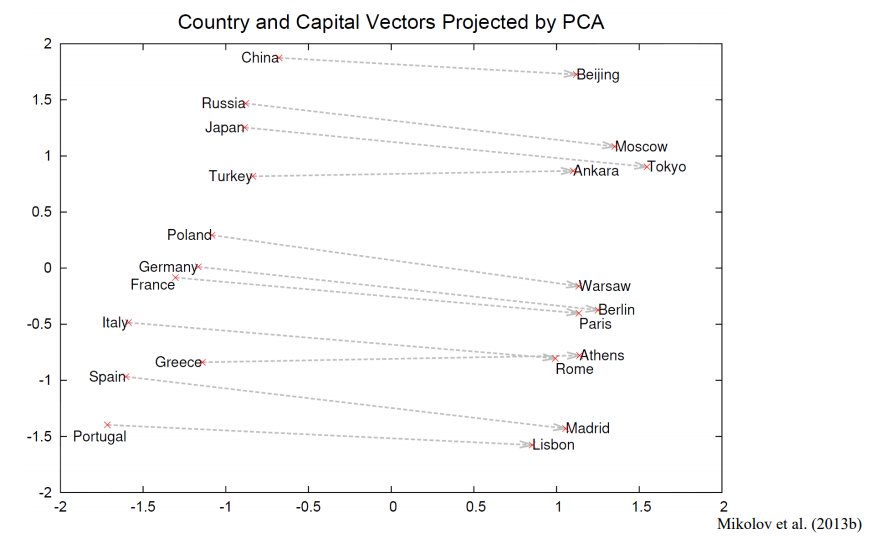 Country and Capital Vectors Projected by PCA
2
China
Beijing
1.5
Russia
Japan
Moscow
1
Tokyo
Turkey
Ankara
0.5
Poland
0
Germany
France
Warsaw
Berlin
-0.5
Italy
Paris
Greece
Athens
Rome
-1
Spain
Madrid
-1.5
Portugal
Lisbon
-2
-2 -1.5 -1 -0.5 0 0.5 1 1.5 2
Mikolov et al. (2013b)